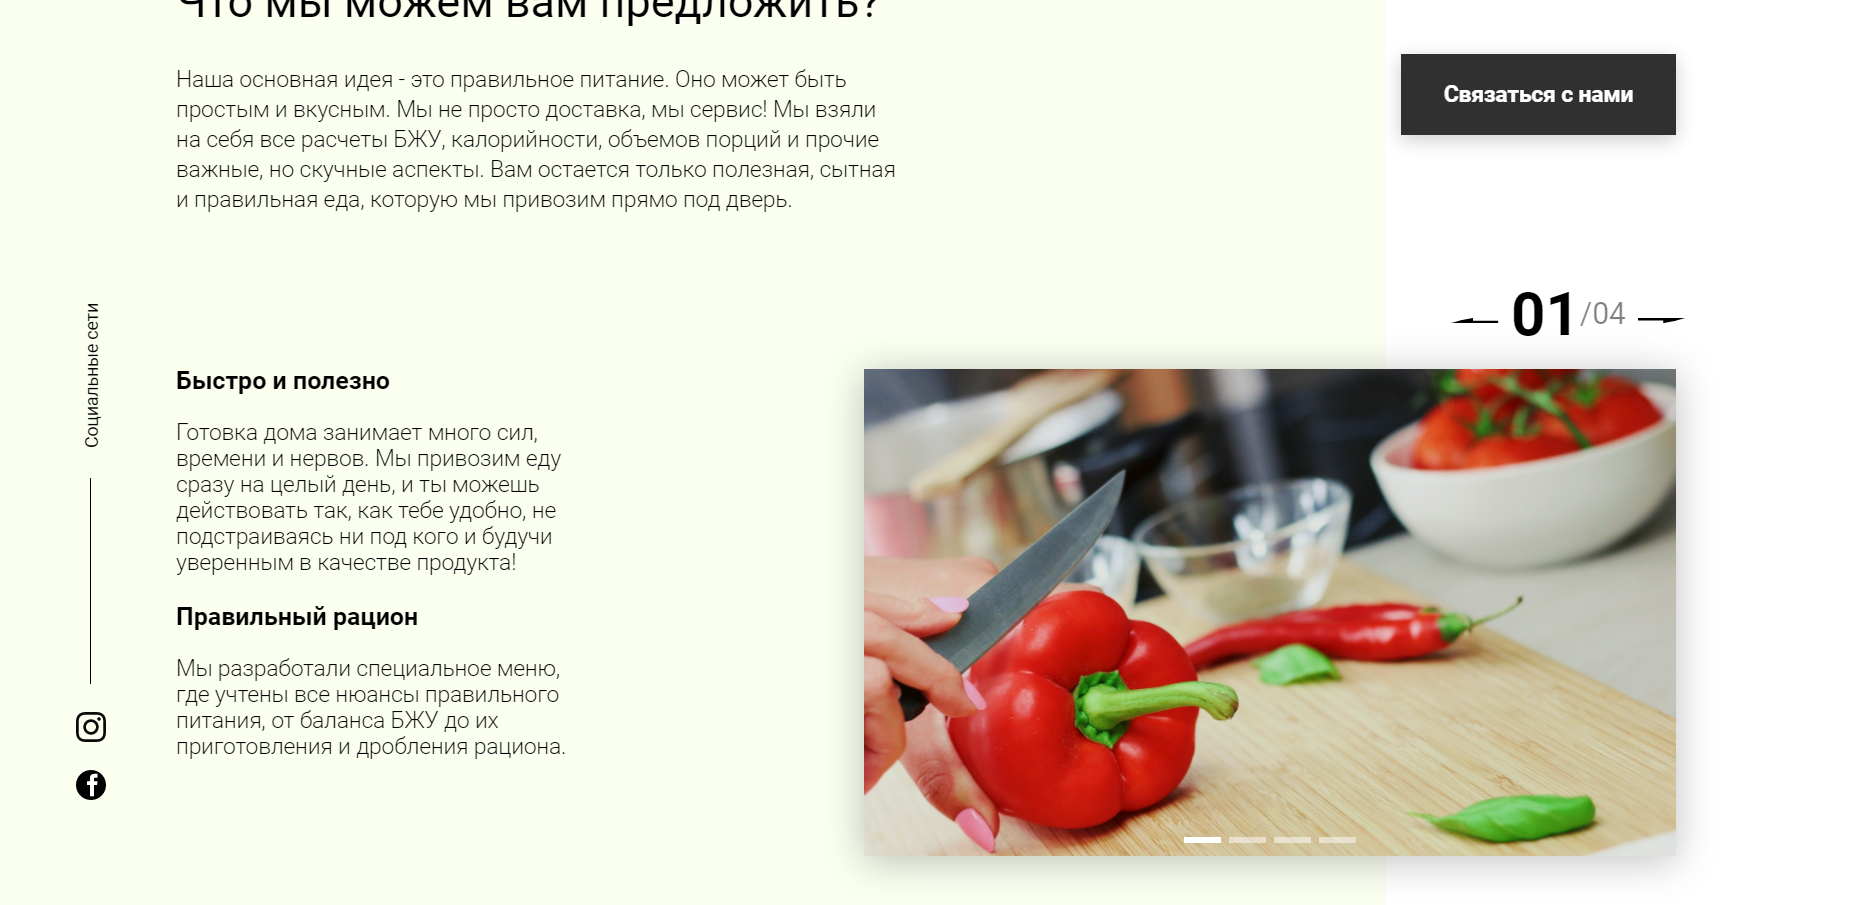 Что мы можем вам предложить?
Наша основная идея - это правильное питание. Оно может быть
простым и вкусным. Мы не просто доставка, мы сервис! Мы взяли
на себя все расчеты БЖУ, калорийности, объемов порций и прочие
важные, но скучные аспекты. Вам остается только полезная, сытная
и правильная еда, которую мы привозим прямо под дверь.
Связаться с нами
Социальные сети
01/04
Быстро и полезно
Готовка дома занимает много сил,
времени и нервов. Мы привозим еду
сразу на целый день, и ты можешь
действовать так, как тебе удобно, не
подстраиваясь ни под кого и будучи
уверенным в качестве продукта!
Правильный рацион
Мы разработали специальное меню,
где учтены все нюансы правильного
питания, от баланса БЖУ до их
приготовления и дробления рациона.